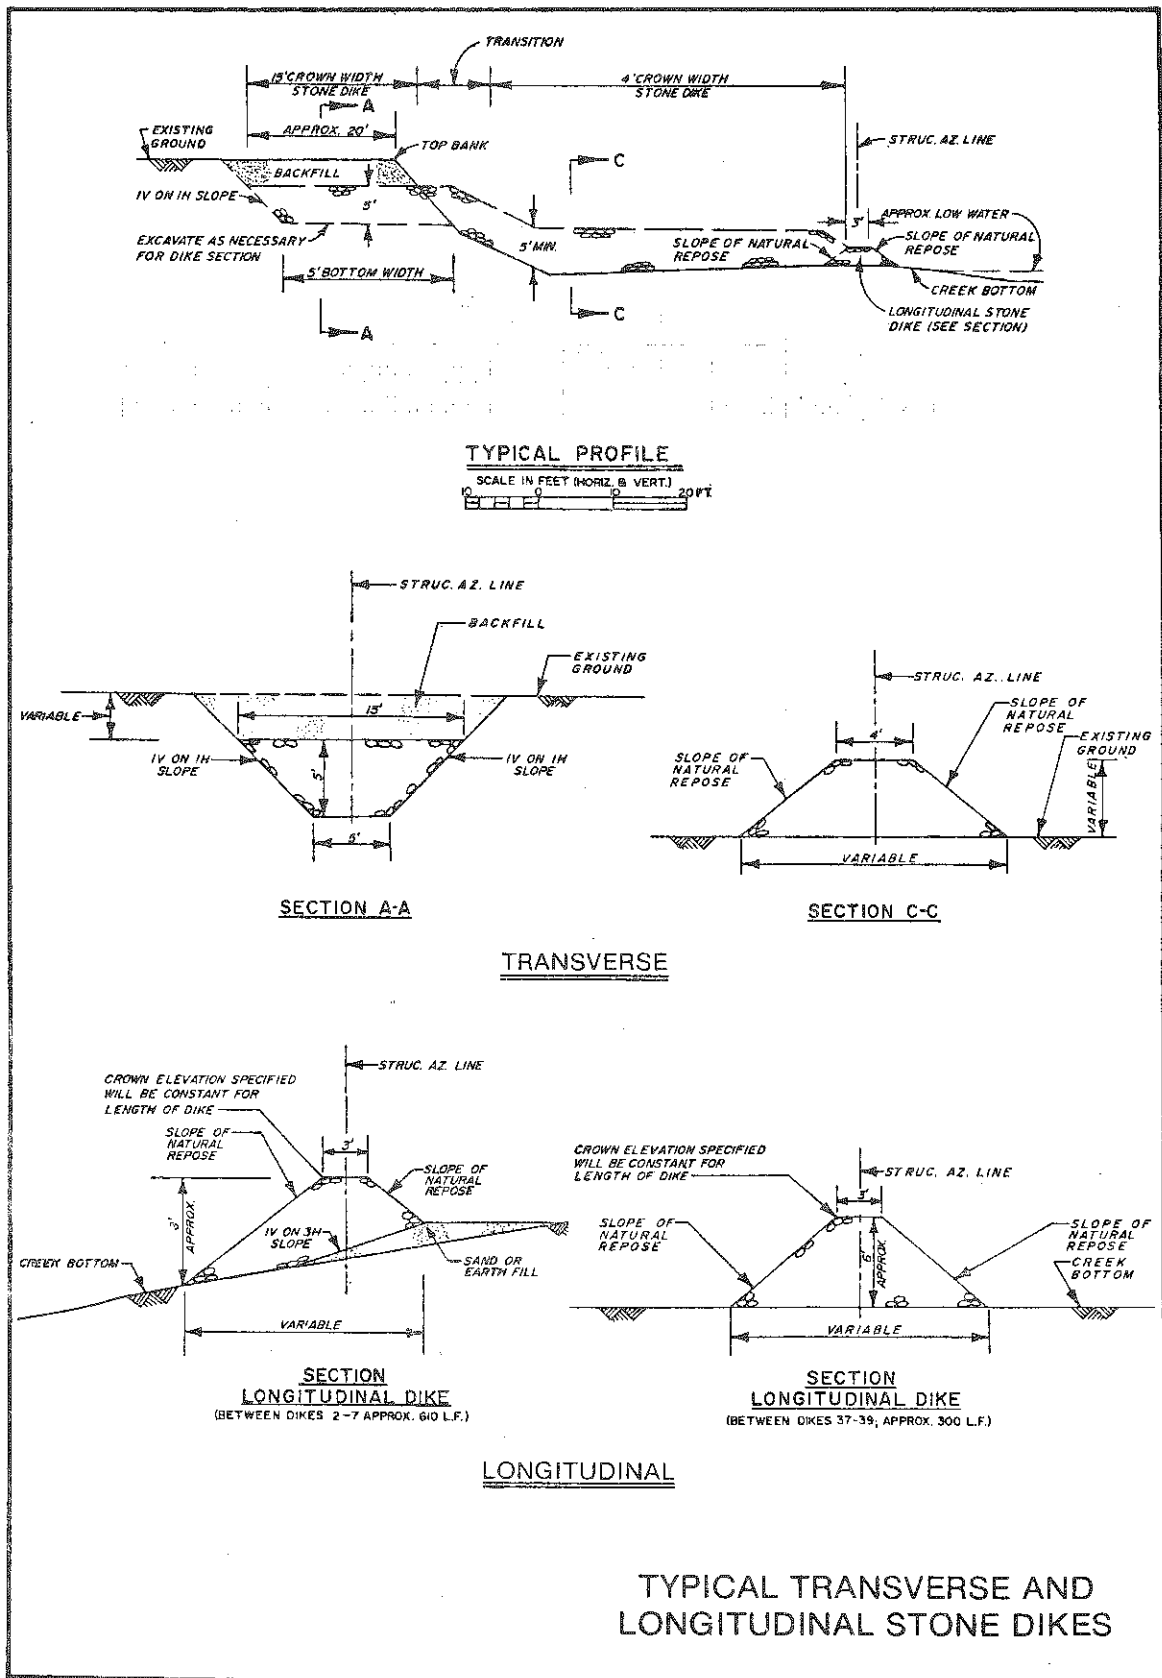 TRANSITION
15' CROWN WIDTH
STONE DIKE
4' CROWN WIDTH
STONE DIKE
A
APPROX. 20'
EXISTING
GROUND
TOP BANK
STRUC. AZ. LINE
C
BACKFILL
1V ON 1H SLOPE
5'
3'
APPROX. LOW WATER
EXCAVATE AS NECESSARY
FOR DIKE SECTION
5' MIN.
SLOPE OF NATURAL
REPOSE
SLOPE OF NATURAL
REPOSE
5' BOTTOM WIDTH
CREEK BOTTOM
C
LONGITUDINAL STONE
DIKE (SEE SECTION)
A
TYPICAL PROFILE
SCALE IN FEET (HORIZ. & VERT.)
10 0 10 20 FT.
STRUC. AZ. LINE
BACKFILL
EXISTING
GROUND
VARIABLE
15'
1V ON 1H
SLOPE
5'
1V ON 1H
SLOPE
5'
SECTION A-A
STRUC. AZ. LINE
SLOPE OF
NATURAL
REPOSE
4'
SLOPE OF
NATURAL
REPOSE
EXISTING
GROUND
VARIABLE
VARIABLE
SECTION C-C
TRANSVERSE
STRUC. AZ. LINE
CROWN ELEVATION SPECIFIED
WILL BE CONSTANT FOR
LENGTH OF DIKE
SLOPE OF
NATURAL
REPOSE
3'
SLOPE OF
NATURAL
REPOSE
APPROX.
1V ON 3H
SLOPE
CREEK BOTTOM
SAND OR
EARTH FILL
VARIABLE
SECTION
LONGITUDINAL DIKE
(BETWEEN DIKES 2-7 APPROX. 610 L.F.)
CROWN ELEVATION SPECIFIED
WILL BE CONSTANT FOR
LENGTH OF DIKE
STRUC. AZ. LINE
3'
SLOPE OF
NATURAL
REPOSE
6'
APPROX.
SLOPE OF
NATURAL
REPOSE
CREEK
BOTTOM
VARIABLE
SECTION
LONGITUDINAL DIKE
(BETWEEN DIKES 37-39; APPROX. 300 L.F.)
LONGITUDINAL
TYPICAL TRANSVERSE AND
LONGITUDINAL STONE DIKES